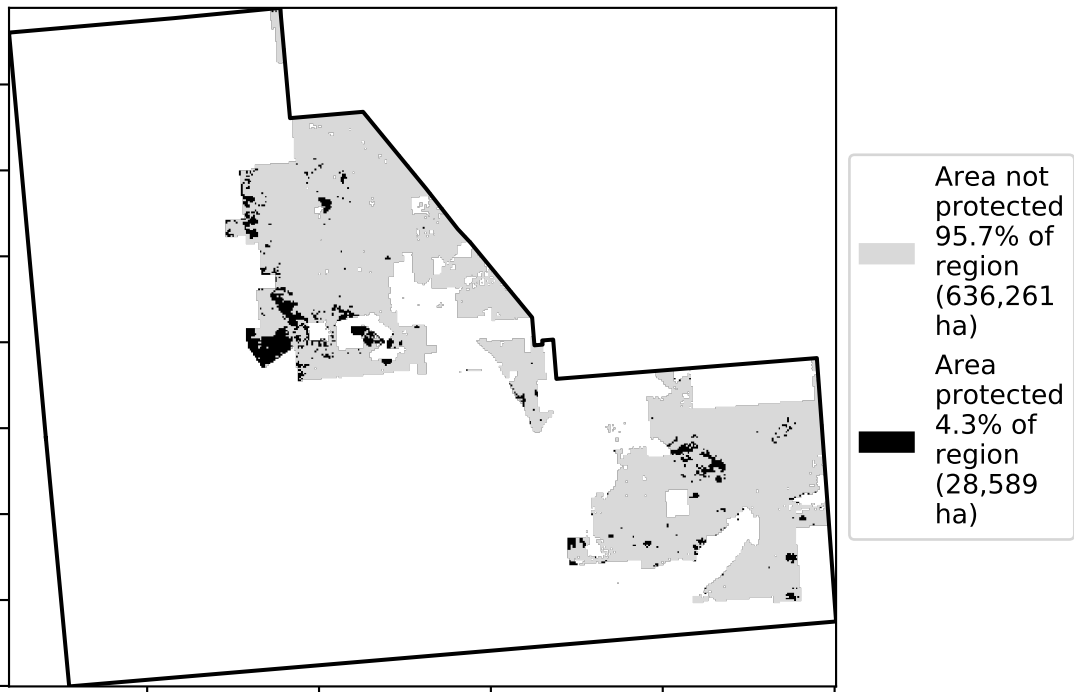 Area not
protected
95.7% of
region
(636,261
ha)
Area
protected
4.3% of
region
(28,589
ha)